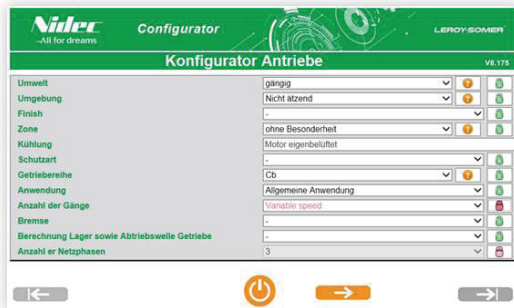 Nidec
-All for dreams
Configurator
LEROY-SOMER
Konfigurator Antriebe
V8.175
Umwelt gängig
Umgebung Nicht ätzend
Finish -
Zone ohne Besonderheit
Kühlung Motor eigenbelüftet
Schutzart -
Getriebereihe Cb
Anwendung Allgemeine Anwendung
Anzahl der Gänge Variable speed
Bremse -
Berechnung Lager sowie Abtriebswelle Getriebe -
Anzahl er Netzphasen 3